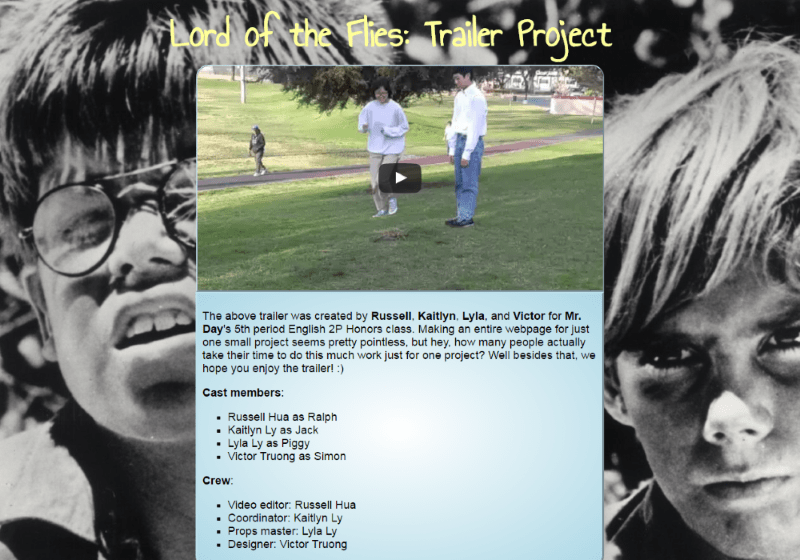 Lord of the Flies: Trailer Project
The above trailer was created by Russell, Kaitlyn, Lyla, and Victor for Mr.
Day's 5th period English 2P Honors class. Making an entire webpage for just
one small project seems pretty pointless, but hey, how many people actually
take their time to do this much work just for one project? Well besides that, we
hope you enjoy the trailer! :)
Cast members:
Russell Hua as Ralph
Kaitlyn Ly as Jack
Lyla Ly as Piggy
Victor Truong as Simon
Crew:
Video editor: Russell Hua
Coordinator: Kaitlyn Ly
Props master: Lyla Ly
Designer: Victor Truong